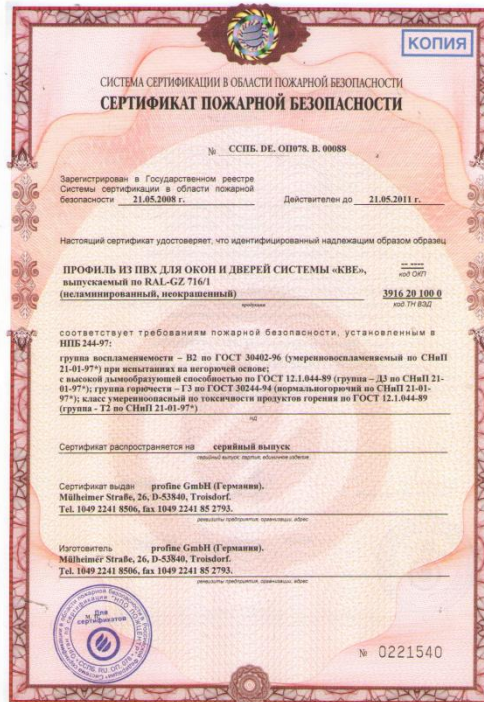 КОПИЯ
СИСТЕМА СЕРТИФИКАЦИИ В ОБЛАСТИ ПОЖАРНОЙ БЕЗОПАСНОСТИ
СЕРТИФИКАТ ПОЖАРНОЙ БЕЗОПАСНОСТИ
№ ССПБ. DE. ОП078. В. 00088
Зарегистрирован в Государственном реестре
Системы сертификации в области пожарной
безопасности 21.05.2008 г. Действителен до 21.05.2011 г.
Настоящий сертификат удостоверяет, что идентифицированный надлежащим образом образец
ПРОФИЛЬ ИЗ ПВХ ДЛЯ ОКОН И ДВЕРЕЙ СИСТЕМЫ «КВЕ», -- ----
выпускаемый по RAL-GZ 716/1 код ОКП
(неламинированный, неокрашенный) 3916 20 100 0
продукция код ТН ВЭД
соответствует требованиям пожарной безопасности, установленным в
НПБ 244-97:
группа воспламеняемости – В2 по ГОСТ 30402-96 (умеренновоспламеняемый по СНиП
21-01-97*) при испытаниях на негорючей основе;
с высокой дымообразующей способностью по ГОСТ 12.1.044-89 (группа – Д3 по СНиП 21-
01-97*); группа горючести – Г3 по ГОСТ 30244-94 (нормальногорючий по СНиП 21-01-
97*); класс умеренноопасный по токсичности продуктов горения по ГОСТ 12.1.044-89
(группа - Т2 по СНиП 21-01-97*)
НД
Сертификат распространяется на серийный выпуск
серийный выпуск, партия, единичное изделие
Сертификат выдан profine GmbH (Германия).
Mülheimer Straße, 26, D-53840, Troisdorf.
Tel. 1049 2241 8506, fax 1049 2241 85 2793.
реквизиты предприятия, организации, адрес
Изготовитель profine GmbH (Германия).
Mülheimer Straße, 26, D-53840, Troisdorf.
Tel. 1049 2241 8506, fax 1049 2241 85 2793.
реквизиты предприятия, организации, адрес
Для
сертификатов
№ 0221540